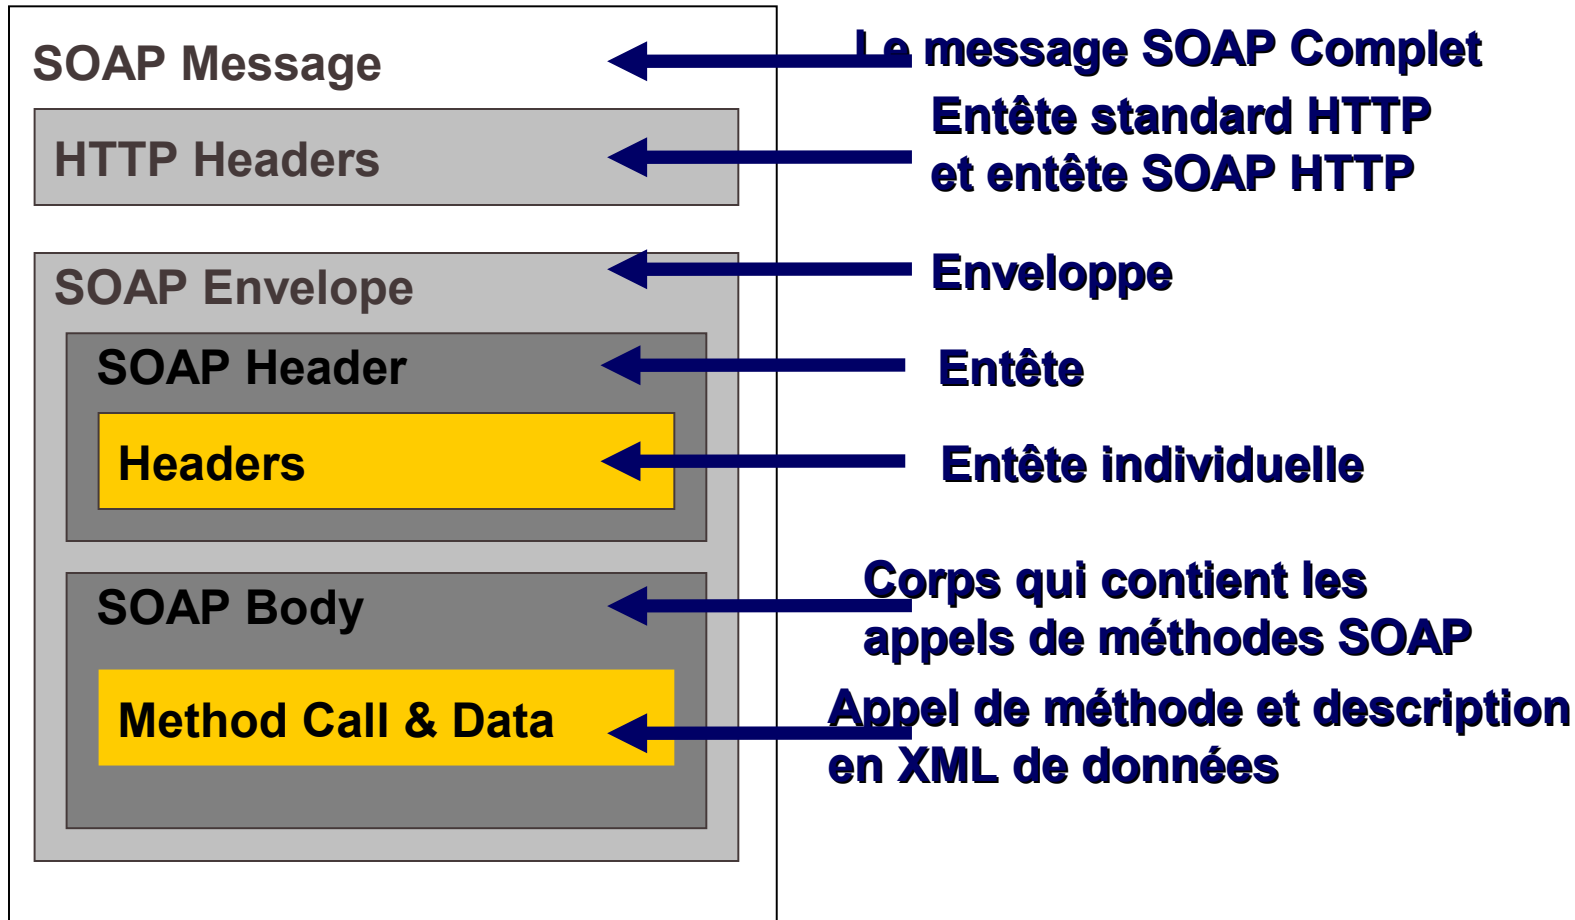 SOAP Message
Le message SOAP Complet
HTTP Headers
Entête standard HTTP
et entête SOAP HTTP
SOAP Envelope
Enveloppe
SOAP Header
Entête
Headers
Entête individuelle
SOAP Body
Corps qui contient les
appels de méthodes SOAP
Method Call & Data
Appel de méthode et description
en XML de données